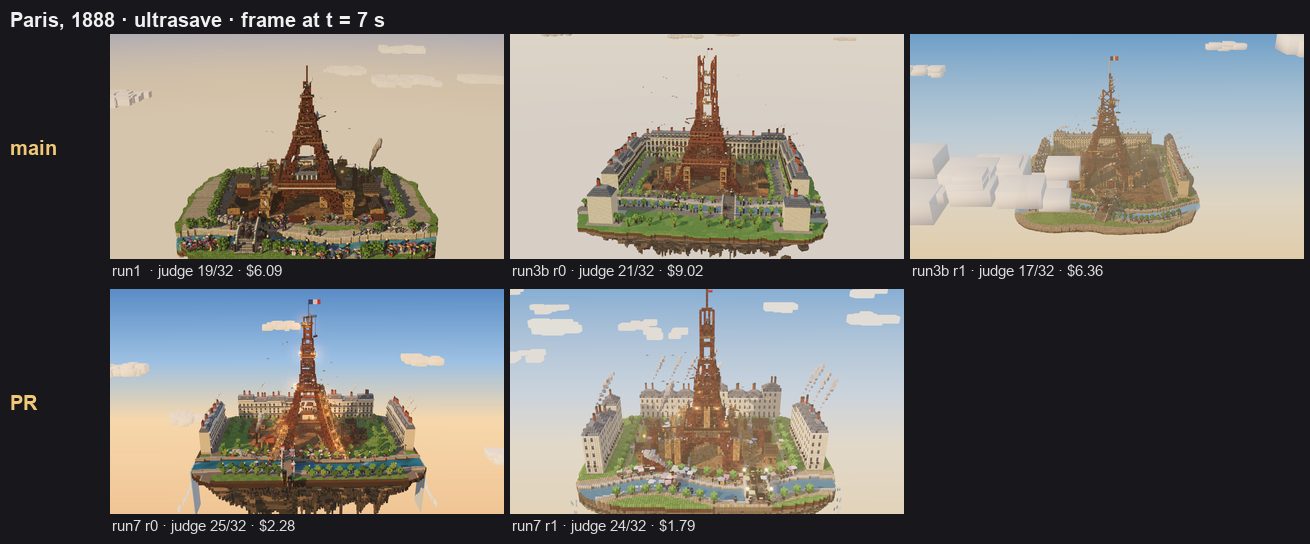 Paris, 1888 · ultrasave · frame at t = 7 s
main
run1 · judge 19/32 · $6.09
run3b r0 · judge 21/32 · $9.02
run3b r1 · judge 17/32 · $6.36
PR
run7 r0 · judge 25/32 · $2.28
run7 r1 · judge 24/32 · $1.79